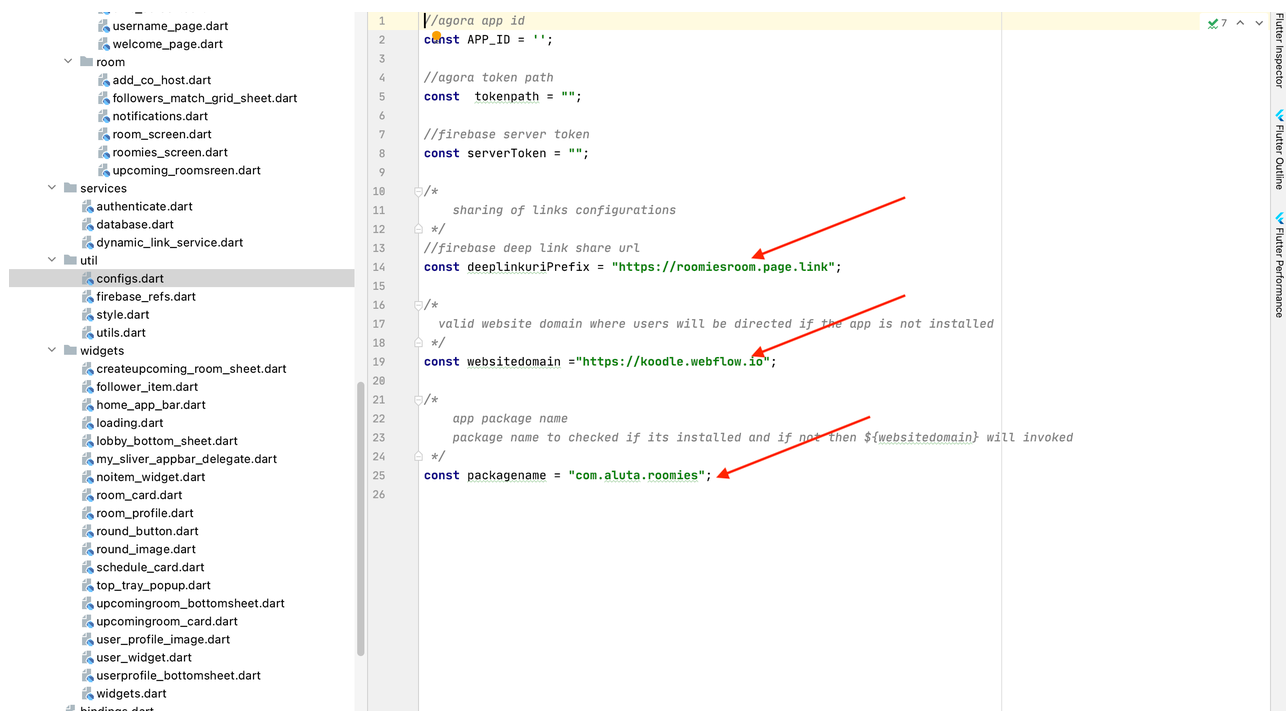 username_page.dart
welcome_page.dart
room
add_co_host.dart
followers_match_grid_sheet.dart
notifications.dart
room_screen.dart
roomies_screen.dart
upcoming_roomsreen.dart
services
authenticate.dart
database.dart
dynamic_link_service.dart
util
configs.dart
firebase_refs.dart
style.dart
utils.dart
widgets
createupcoming_room_sheet.dart
follower_item.dart
home_app_bar.dart
loading.dart
lobby_bottom_sheet.dart
my_sliver_appbar_delegate.dart
noitem_widget.dart
room_card.dart
room_profile.dart
round_button.dart
round_image.dart
schedule_card.dart
top_tray_popup.dart
upcomingroom_bottomsheet.dart
upcomingroom_card.dart
user_profile_image.dart
user_widget.dart
userprofile_bottomsheet.dart
widgets.dart
bindings.dart
1 //agora app id
2 const APP_ID = '';
3
4 //agora token path
5 const  tokenpath = "";
6
7 //firebase server token
8 const serverToken = "";
9
10 /*
11     sharing of links configurations
12  */
13 //firebase deep link share url
14 const deeplinkuriPrefix = "https://roomiesroom.page.link";
15
16 /*
17   valid website domain where users will be directed if the app is not installed
18  */
19 const websitedomain ="https://koodle.webflow.io";
20
21 /*
22     app package name
23     package name to checked if its installed and if not then ${websitedomain} will invoked
24  */
25 const packagename = "com.aluta.roomies";
26
7
Flutter Inspector
Flutter Outline
Flutter Performance